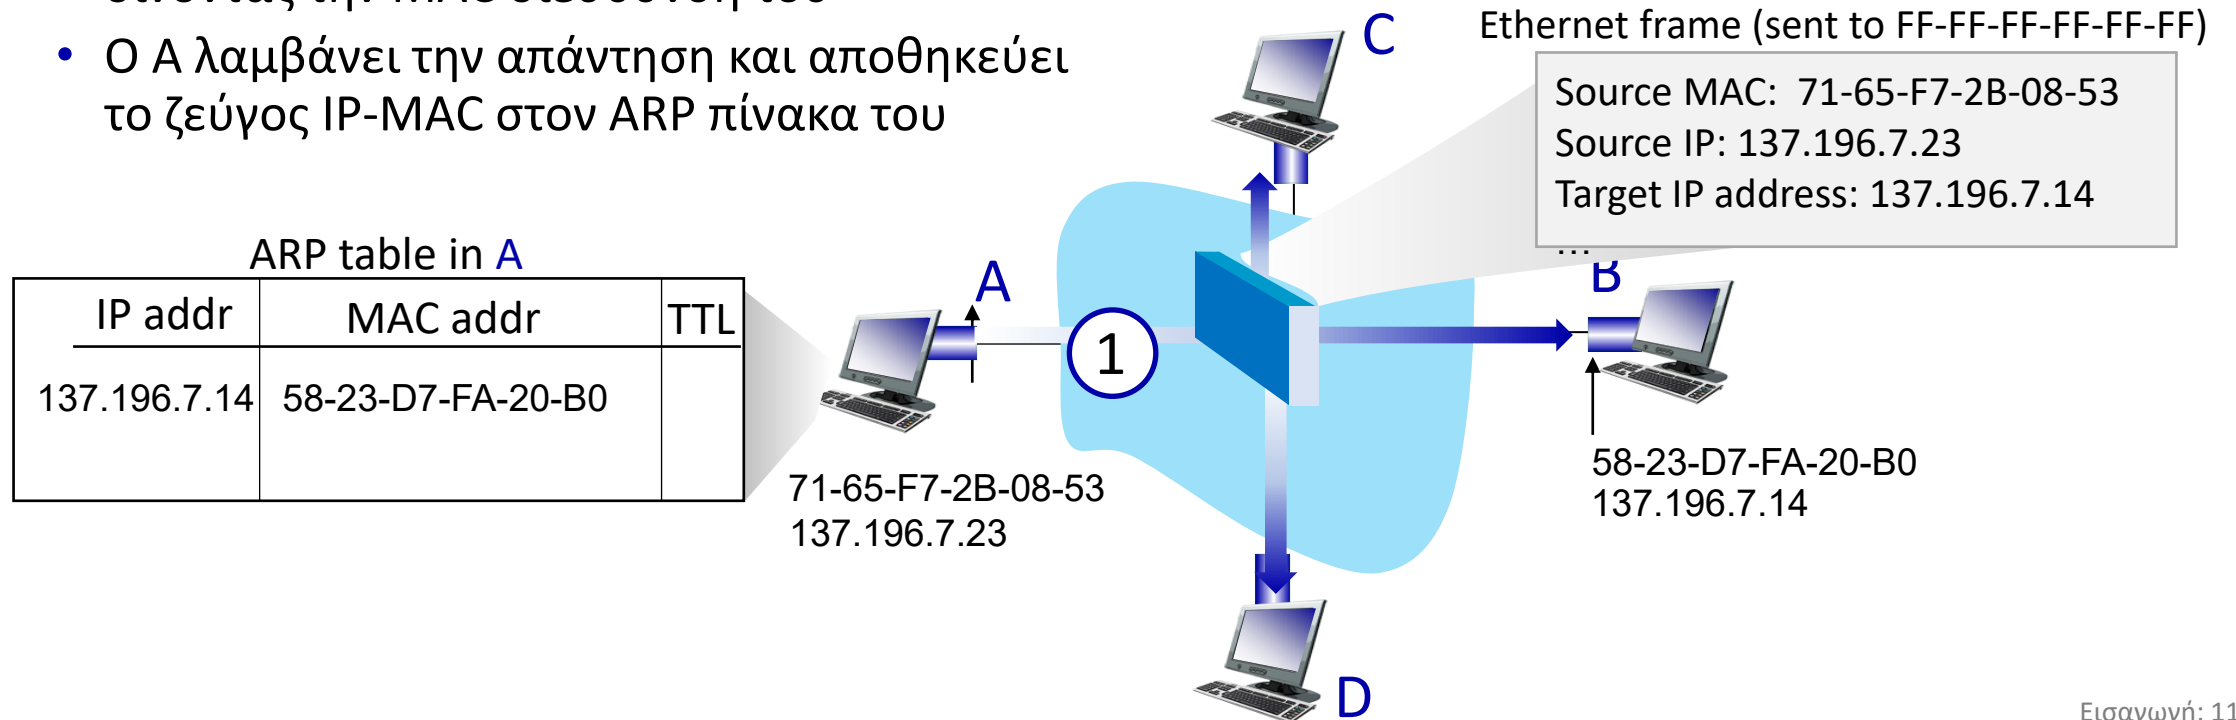 • Ο Α λαμβάνει την απάντηση και αποθηκεύει
το ζεύγος IP-MAC στον ARP πίνακα του
C
Ethernet frame (sent to FF-FF-FF-FF-FF-FF)
Source MAC: 71-65-F7-2B-08-53
Source IP: 137.196.7.23
Target IP address: 137.196.7.14
...
ARP table in A
IP addr MAC addr TTL
137.196.7.14 58-23-D7-FA-20-B0
A
1
B
71-65-F7-2B-08-53
137.196.7.23
58-23-D7-FA-20-B0
137.196.7.14
D
Εισαγωγή: 11